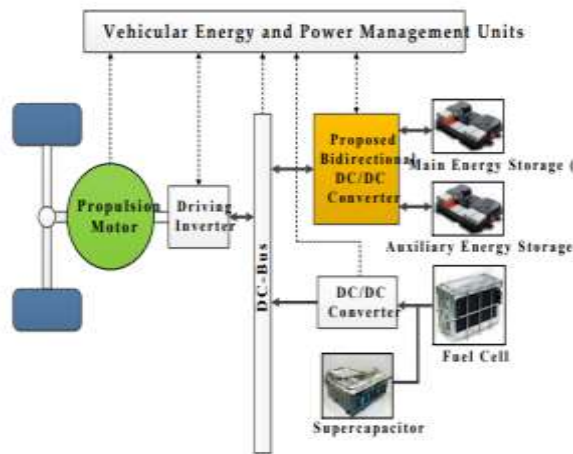 Vehicular Energy and Power Management Units
Proposed
Bidirectional
DC/DC
Converter
Main Energy Storage (
Propulsion
Motor
Driving
Inverter
Auxiliary Energy Storage
DC-Bus
DC/DC
Converter
Fuel Cell
Supercapacitor